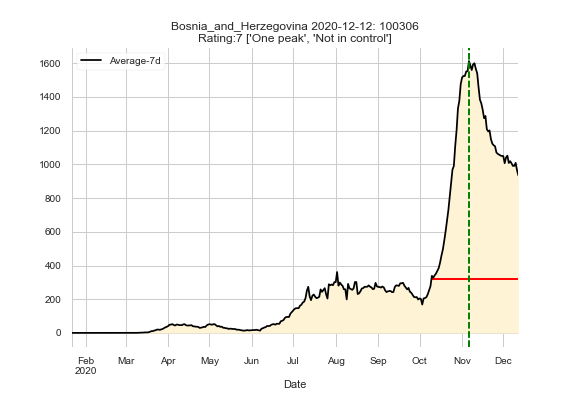 Bosnia_and_Herzegovina 2020-12-12: 100306
Rating:7 ['One peak', 'Not in control']
Average-7d
1600
1400
1200
1000
800
600
400
200
0
Feb Mar Apr May Jun Jul Aug Sep Oct Nov Dec
2020
Date